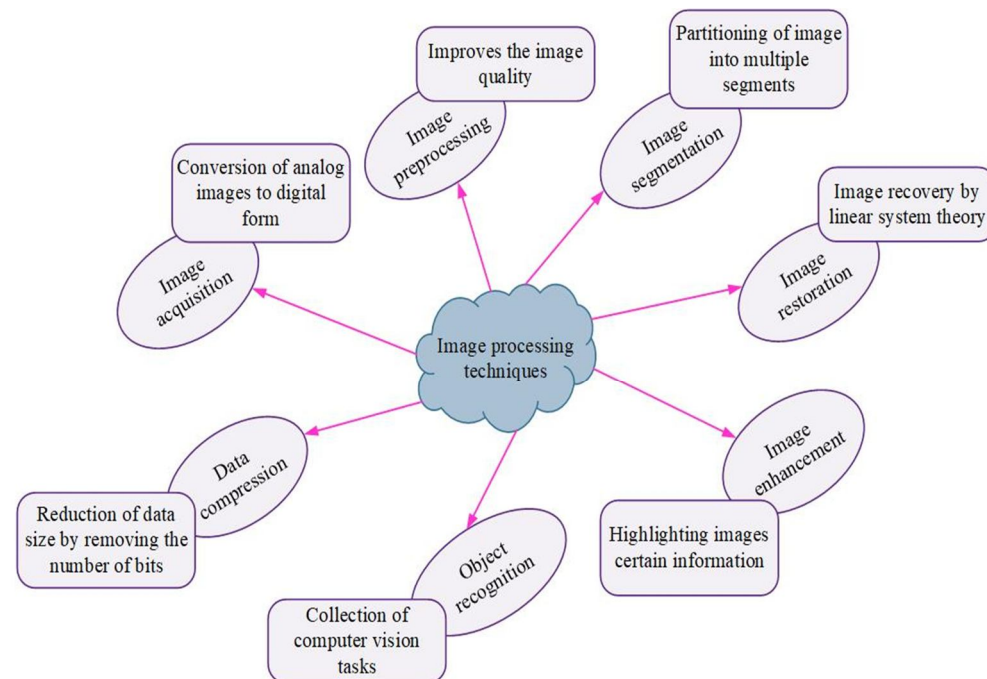 Improves the image
quality
Image
preprocessing
Partitioning of image
into multiple
segments
Image
segmentation
Conversion of analog
images to digital
form
Image
acquisition
Image recovery by
linear system theory
Image
restoration
Image processing
techniques
Data
compression
Reduction of data
size by removing the
number of bits
Object
recognition
Collection of
computer vision
tasks
Image
enhancement
Highlighting images
certain information